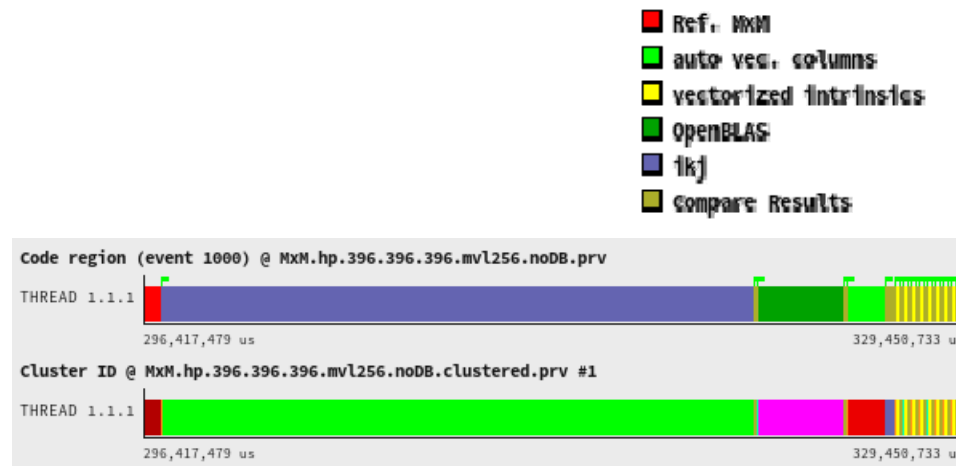 Ref. MxM
auto vec. columns
vectorized intrinsics
OpenBLAS
ikj
Compare Results
Code region (event 1000) @ MxM.hp.396.396.396.mvl256.noDB.prv
THREAD 1.1.1
296,417,479 us
329,450,733 u
Cluster ID @ MxM.hp.396.396.396.mvl256.noDB.clustered.prv #1
THREAD 1.1.1
296,417,479 us
329,450,733 u